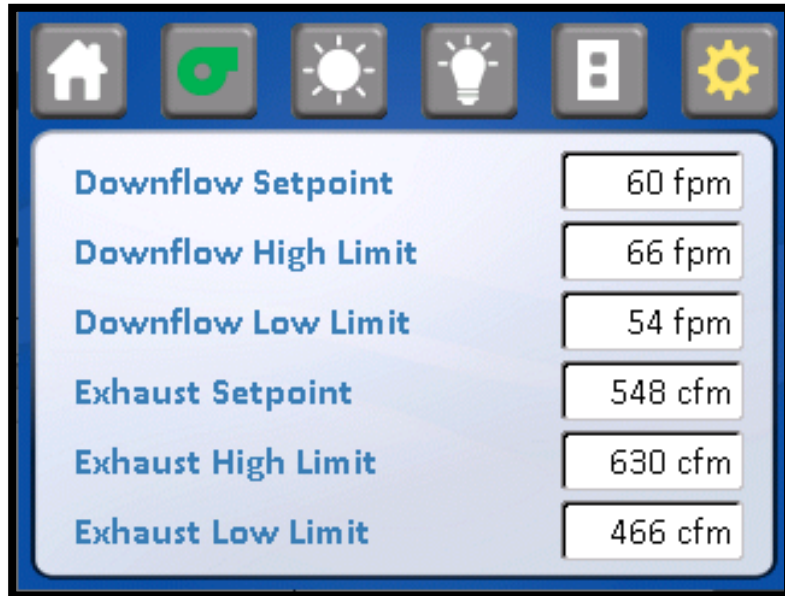 Downflow Setpoint 60 fpm
Downflow High Limit 66 fpm
Downflow Low Limit 54 fpm
Exhaust Setpoint 548 cfm
Exhaust High Limit 630 cfm
Exhaust Low Limit 466 cfm